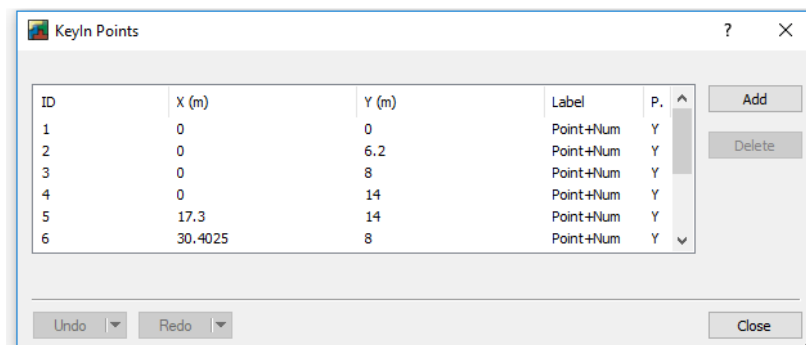 KeyIn Points ?
ID X (m) Y (m) Label P. Add
1 0 0 Point+Num Y
2 0 6.2 Point+Num Y Delete
3 0 8 Point+Num Y
4 0 14 Point+Num Y
5 17.3 14 Point+Num Y
6 30.4025 8 Point+Num Y
Undo Redo Close